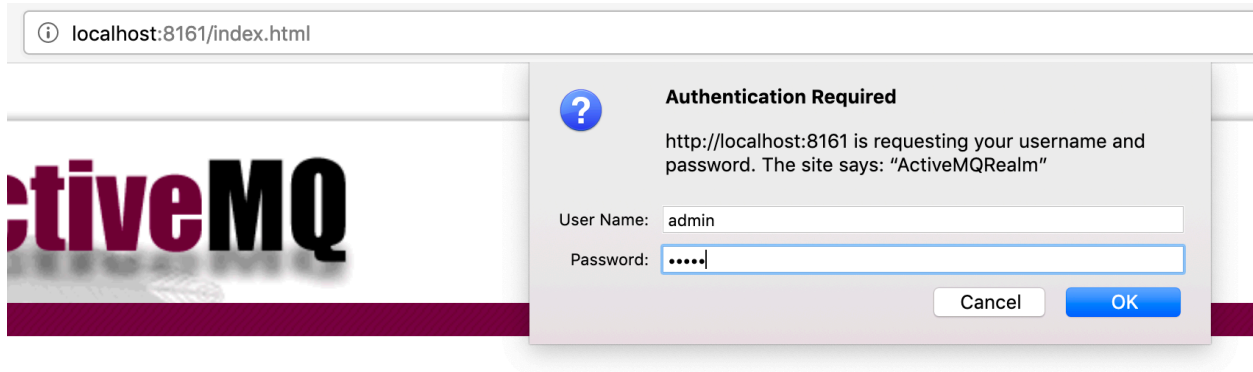 localhost:8161/index.html
ctiveMQ
Authentication Required
http://localhost:8161 is requesting your username and
password. The site says: “ActiveMQRealm”
User Name: admin
Password: •••••
Cancel OK